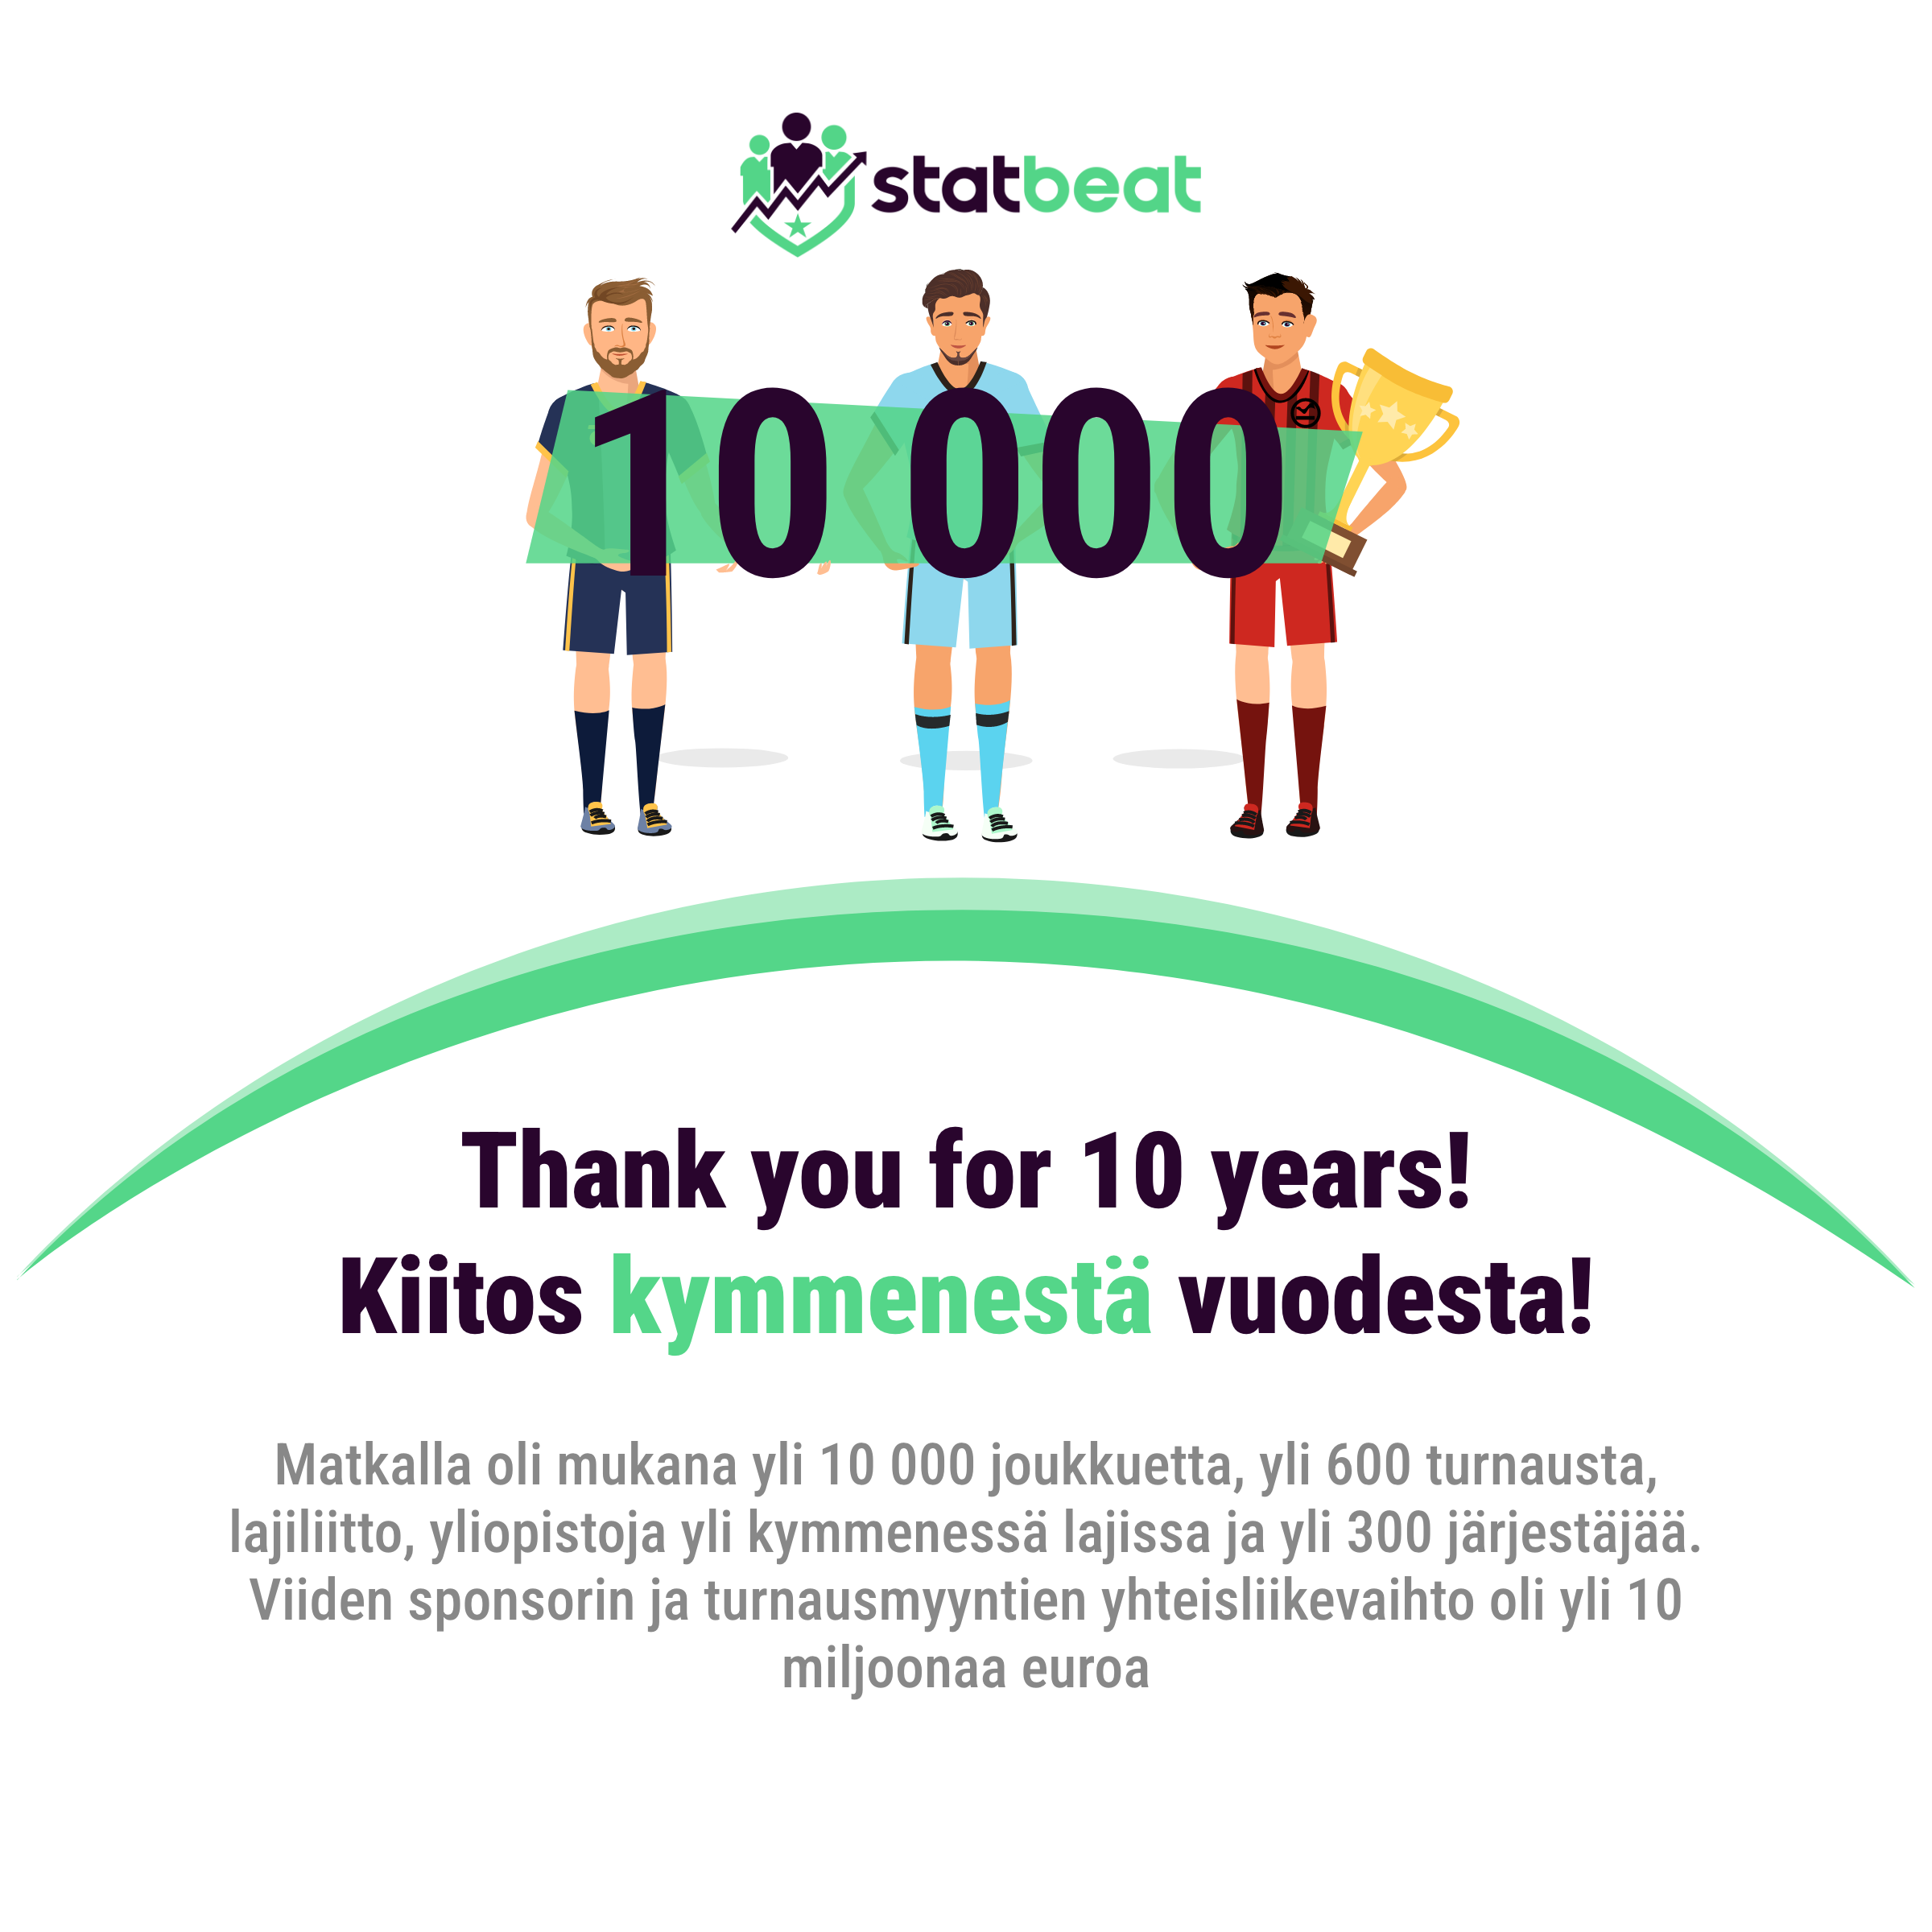 statbeat
10 000
Thank you for 10 years!
Kiitos kymmenestä vuodesta!
Matkalla oli mukana yli 10 000 joukkuetta, yli 600 turnausta,
lajiliitto, yliopistoja yli kymmenessä lajissa ja yli 300 järjestäjää.
Viiden sponsorin ja turnausmyyntien yhteisliikevaihto oli yli 10
miljoonaa euroa